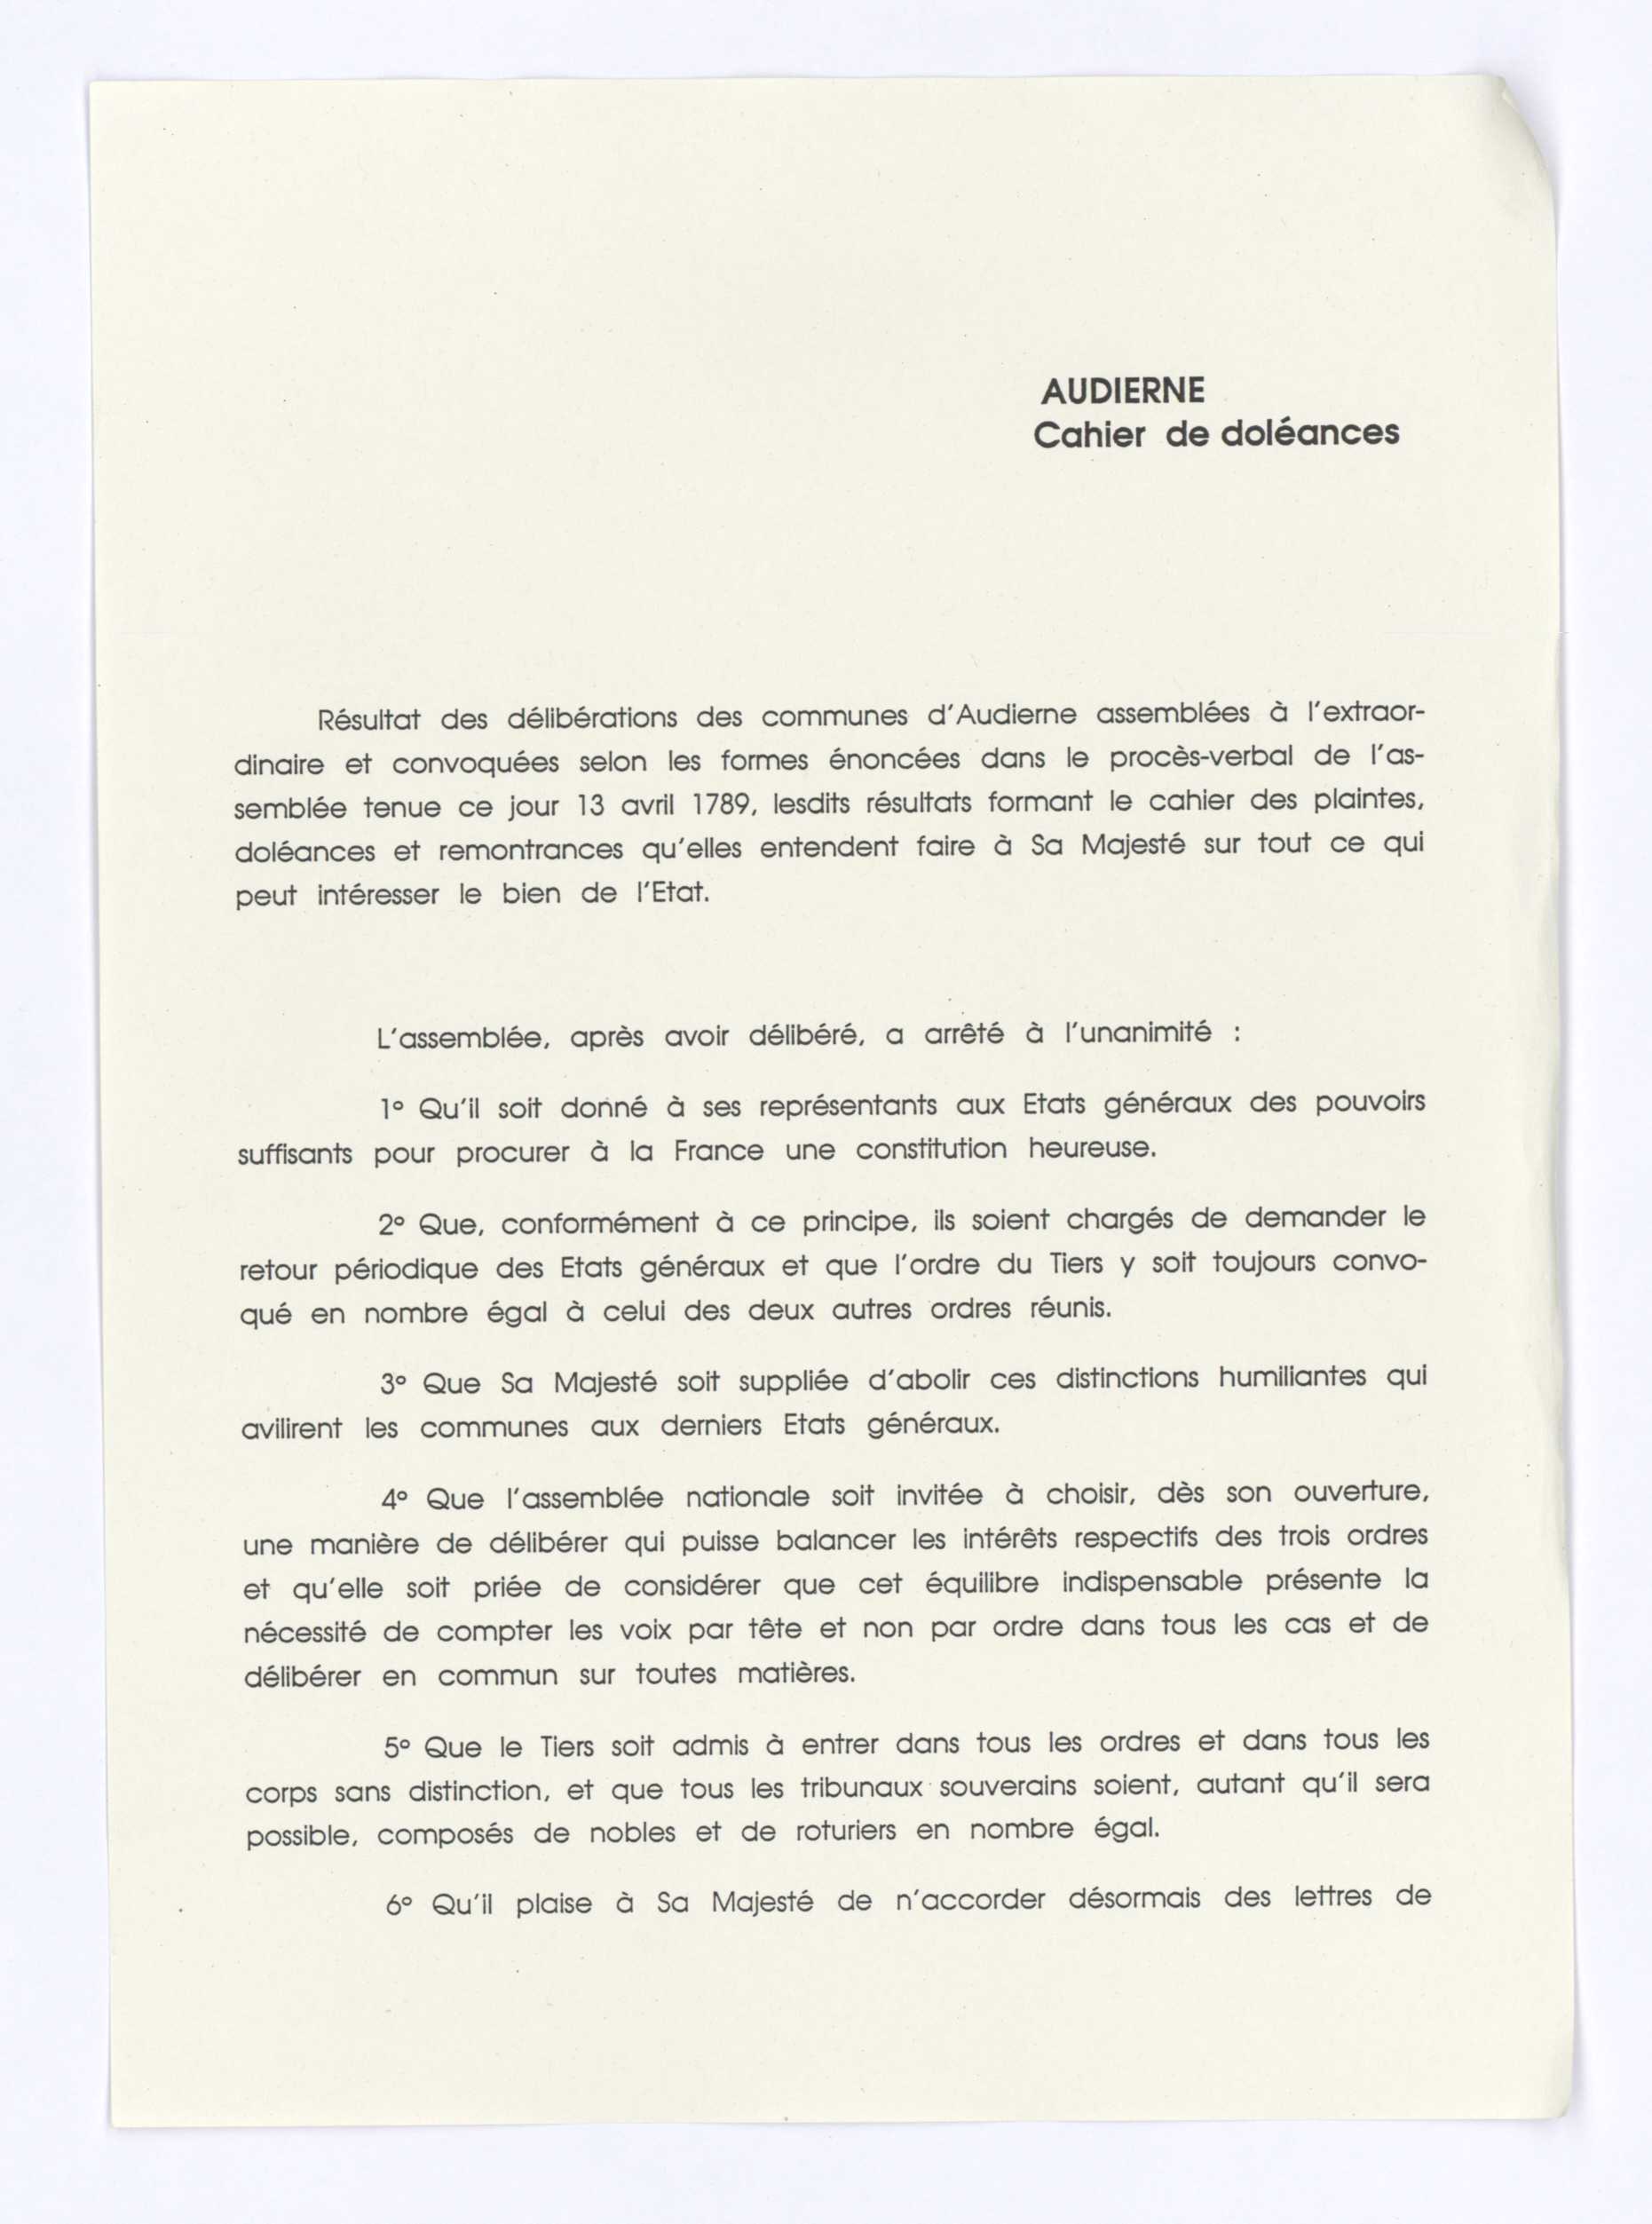 AUDIERNE
Cahier de doléances
Résultat des délibérations des communes d'Audierne assemblées à l'extraor-
dinaire et convoquées selon les formes énoncées dans le procès-verbal de l'as-
semblée tenue ce jour 13 avril 1789, lesdits résultats formant le cahier des plaintes,
doléances et remontrances qu'elles entendent faire à Sa Majesté sur tout ce qui
peut intéresser le bien de l'Etat.
L'assemblée, après avoir délibéré, a arrêté à l'unanimité :
1° Qu'il soit donné à ses représentants aux Etats généraux des pouvoirs
suffisants pour procurer à la France une constitution heureuse.
2° Que, conformément à ce principe, ils soient chargés de demander le
retour périodique des Etats généraux et que l'ordre du Tiers y soit toujours convo-
qué en nombre égal à celui des deux autres ordres réunis.
3° Que Sa Majesté soit suppliée d'abolir ces distinctions humiliantes qui
avilirent les communes aux derniers Etats généraux.
4° Que l'assemblée nationale soit invitée à choisir, dès son ouverture,
une manière de délibérer qui puisse balancer les intérêts respectifs des trois ordres
et qu'elle soit priée de considérer que cet équilibre indispensable présente la
nécessité de compter les voix par tête et non par ordre dans tous les cas et de
délibérer en commun sur toutes matières.
5° Que le Tiers soit admis à entrer dans tous les ordres et dans tous les
corps sans distinction, et que tous les tribunaux souverains soient, autant qu'il sera
possible, composés de nobles et de roturiers en nombre égal.
6° Qu'il plaise à Sa Majesté de n'accorder désormais des lettres de